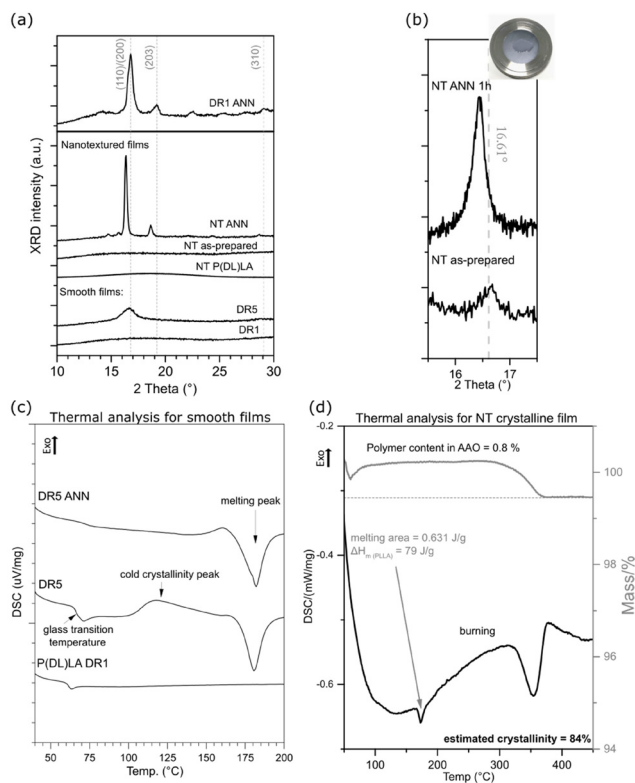 (a)
(110)/(200)
(203)
(310)
DR1 ANN
Nanotextured films
NT ANN
NT as-prepared
NT P(DL)LA
Smooth films:
DR5
DR1
XRD intensity (a.u.)
10 15 20 25 30
2 Theta (°)
(b)
NT ANN 1h
16.61°
NT as-prepared
16 17
2 Theta (°)
(c)
Thermal analysis for smooth films
Exo
DR5 ANN
melting peak
DR5
cold crystallinity peak
glass transition
temperature
P(DL)LA DR1
DSC (uV/mg)
50 75 100 125 150 175 200
Temp. (°C)
(d)
Thermal analysis for NT crystalline film
-0.2
Exo
Polymer content in AAO = 0.8 %
100
melting area = 0.631 J/g
ΔHm (PLLA) = 79 J/g
-0.4
98
DSC/(mW/mg)
Mass/%
burning
96
-0.6
estimated crystallinity = 84%
94
50 150 250 350 450
Temp (°C)